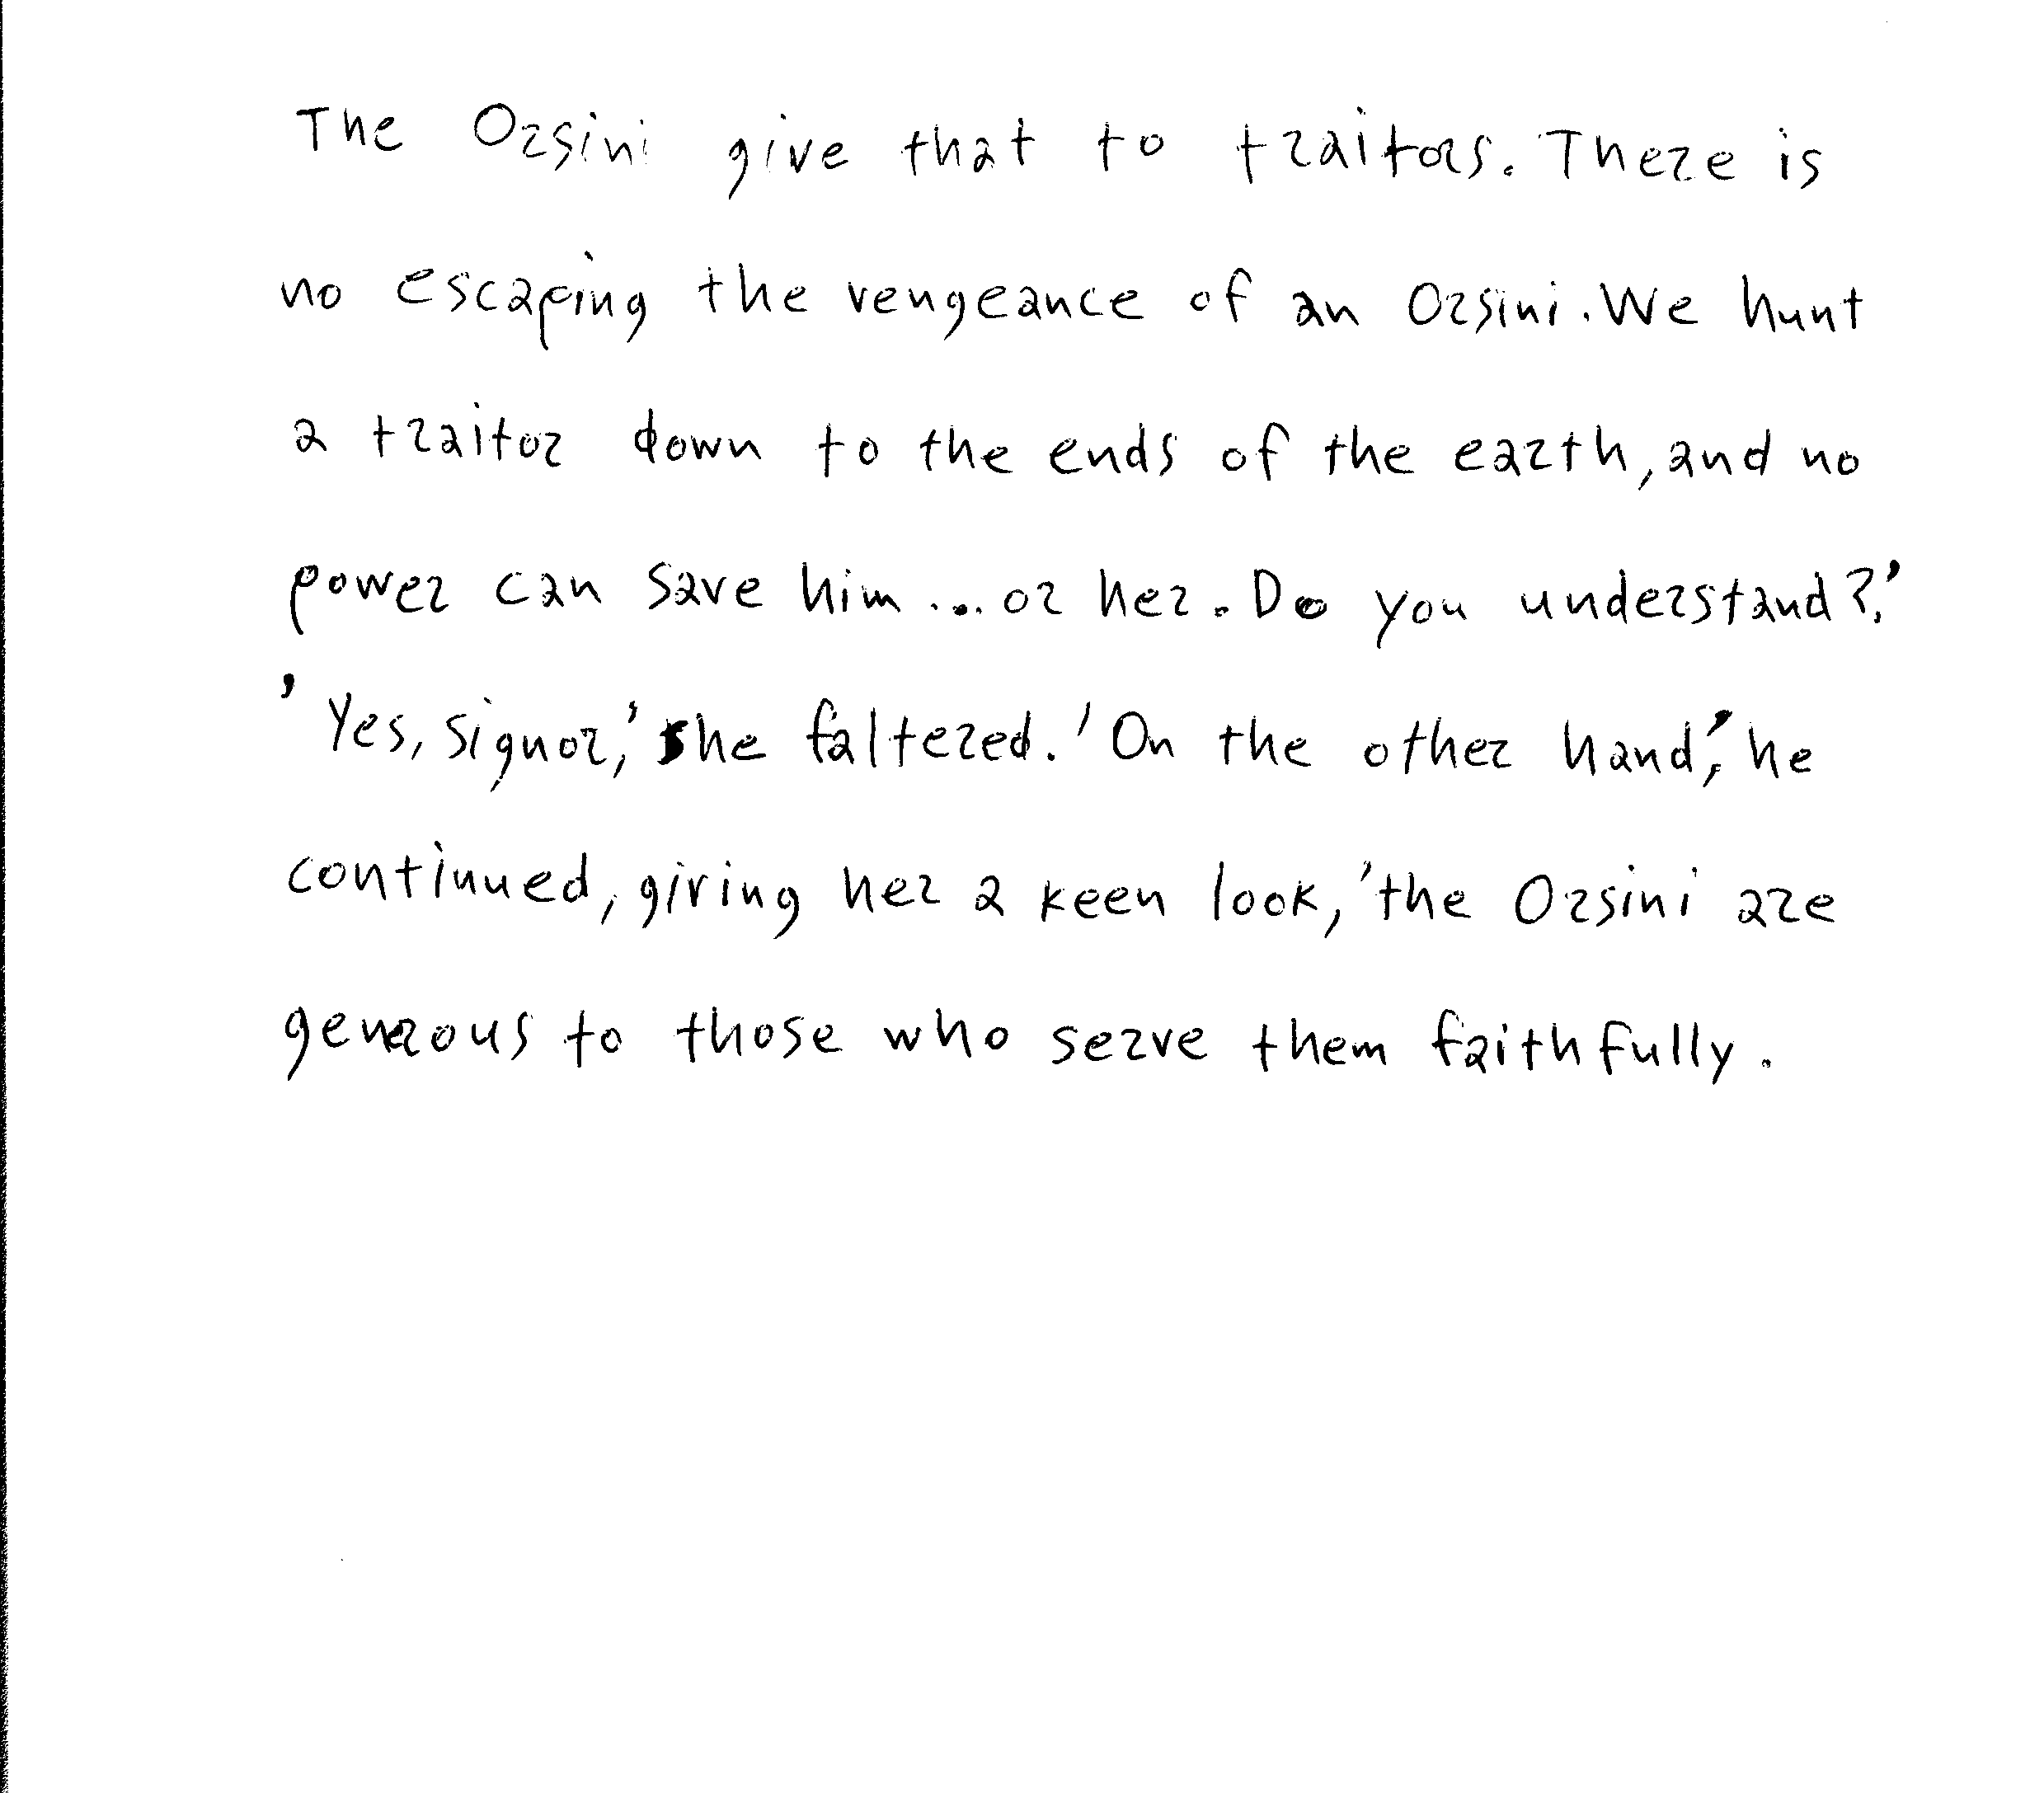 The Orsini give that to traitors. There is
no escaping the vengeance of an Orsini. We hunt
a traitor down to the ends of the earth, and no
power can save him ... or her. Do you understand?.'
'Yes, signor,' she faltered. 'On the other hand,' he
continued, giving her a keen look, 'the Orsini are
generous to those who serve them faithfully.